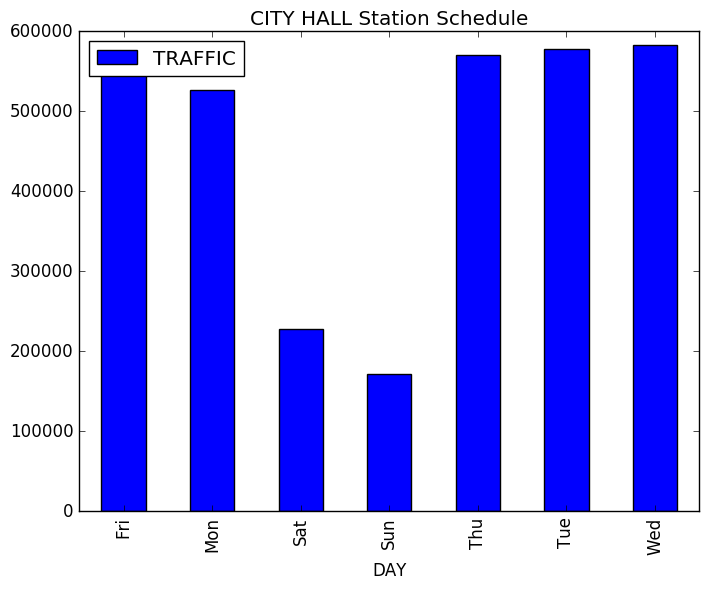 CITY HALL Station Schedule
600000
TRAFFIC
500000
400000
300000
200000
100000
0
Fri Mon Sat Sun Thu Tue Wed
DAY